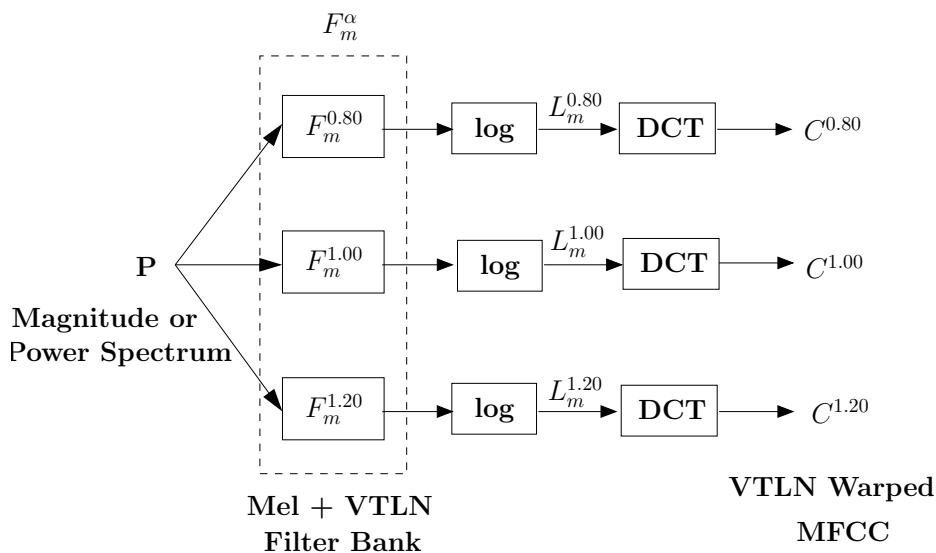 F_m^α
F_m^{0.80} log L_m^{0.80} DCT C^{0.80}
P F_m^{1.00} log L_m^{1.00} DCT C^{1.00}
Magnitude or
Power Spectrum
F_m^{1.20} log L_m^{1.20} DCT C^{1.20}
Mel + VTLN
Filter Bank
VTLN Warped
MFCC